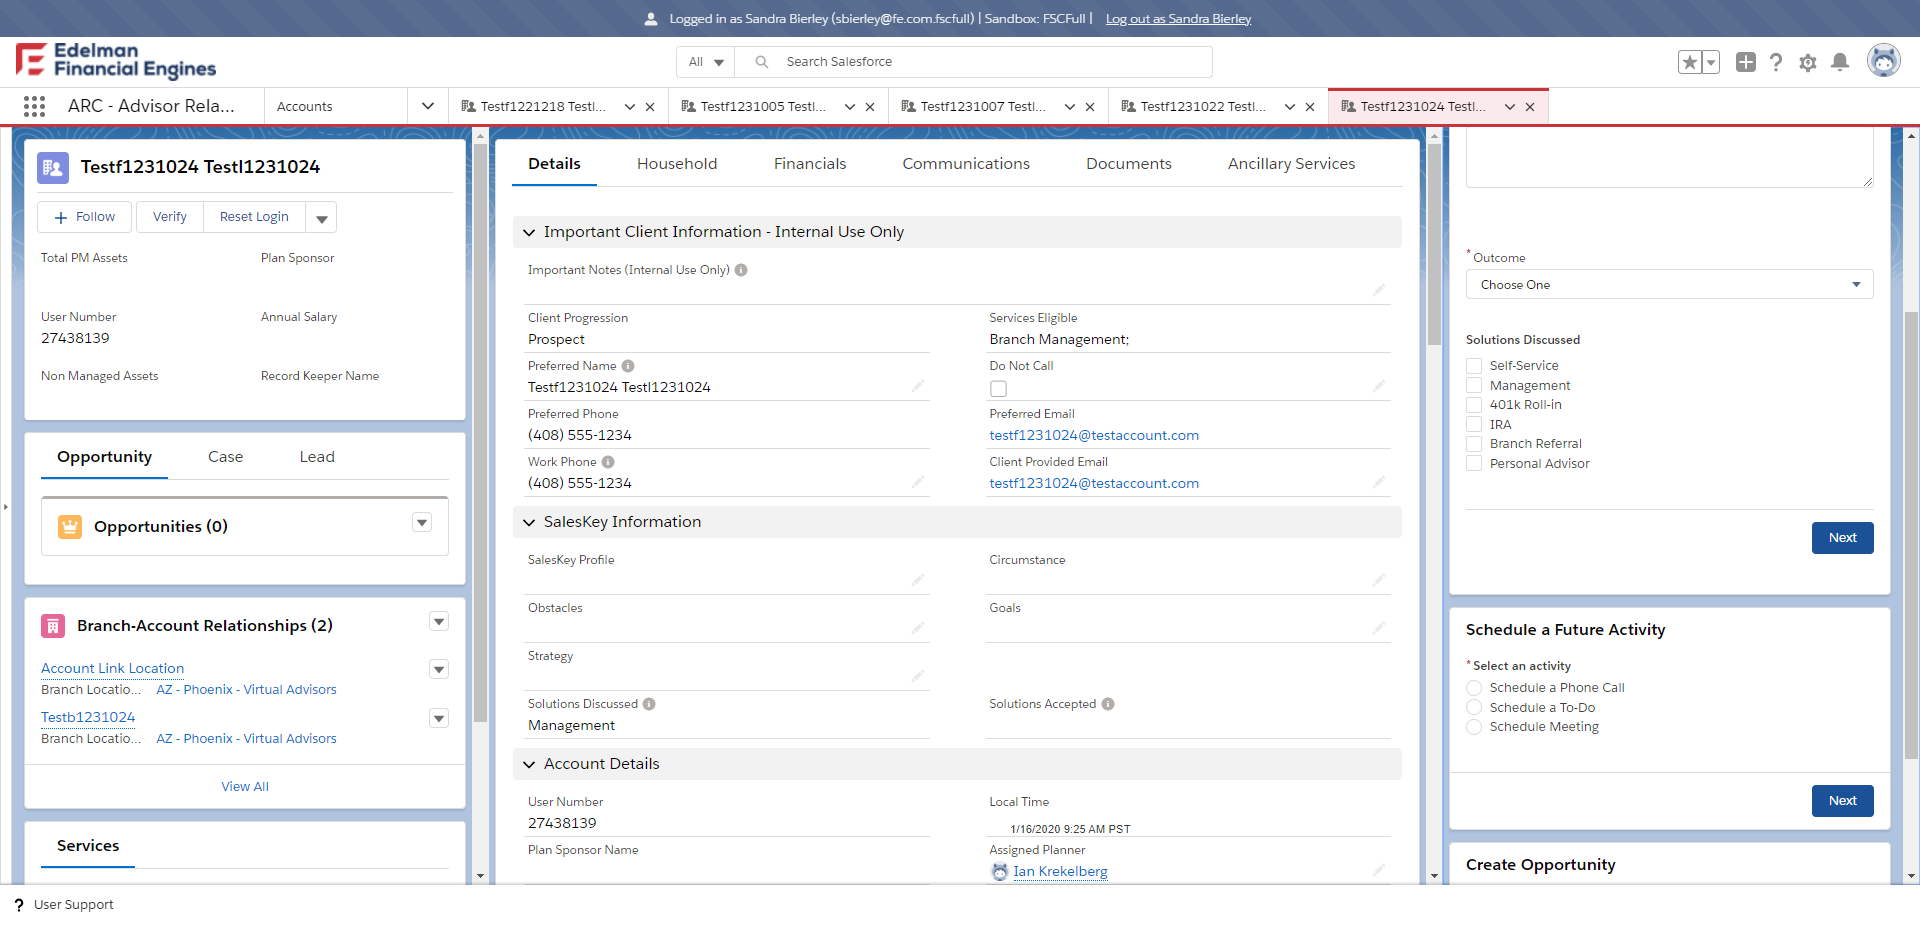 Logged in as Sandra Bierley (sbierley@fe.com.fscfull) | Sandbox: FSCFull | Log out as Sandra Bierley
Edelman
Financial Engines
All
Search Salesforce
ARC - Advisor Rela...
Accounts
Testf1221218 Testl...
Testf1231005 Testl...
Testf1231007 Testl...
Testf1231022 Testl...
Testf1231024 Testl...
Testf1231024 Testl1231024
Follow
Verify
Reset Login
Total PM Assets
Plan Sponsor
User Number
27438139
Annual Salary
Non Managed Assets
Record Keeper Name
Opportunity
Case
Lead
Opportunities (0)
Branch-Account Relationships (2)
Account Link Location
Branch Locatio... AZ - Phoenix - Virtual Advisors
Testb1231024
Branch Locatio... AZ - Phoenix - Virtual Advisors
View All
Services
Details
Household
Financials
Communications
Documents
Ancillary Services
Important Client Information - Internal Use Only
Important Notes (Internal Use Only)
Client Progression
Prospect
Services Eligible
Branch Management;
Preferred Name
Testf1231024 Testl1231024
Do Not Call
Preferred Phone
(408) 555-1234
Preferred Email
testf1231024@testaccount.com
Work Phone
(408) 555-1234
Client Provided Email
testf1231024@testaccount.com
SalesKey Information
SalesKey Profile
Circumstance
Obstacles
Goals
Strategy
Solutions Discussed
Management
Solutions Accepted
Account Details
User Number
27438139
Local Time
1/16/2020 9:25 AM PST
Plan Sponsor Name
Assigned Planner
Ian Krekelberg
* Outcome
Choose One
Solutions Discussed
Self-Service
Management
401k Roll-in
IRA
Branch Referral
Personal Advisor
Next
Schedule a Future Activity
* Select an activity
Schedule a Phone Call
Schedule a To-Do
Schedule Meeting
Next
Create Opportunity
? User Support